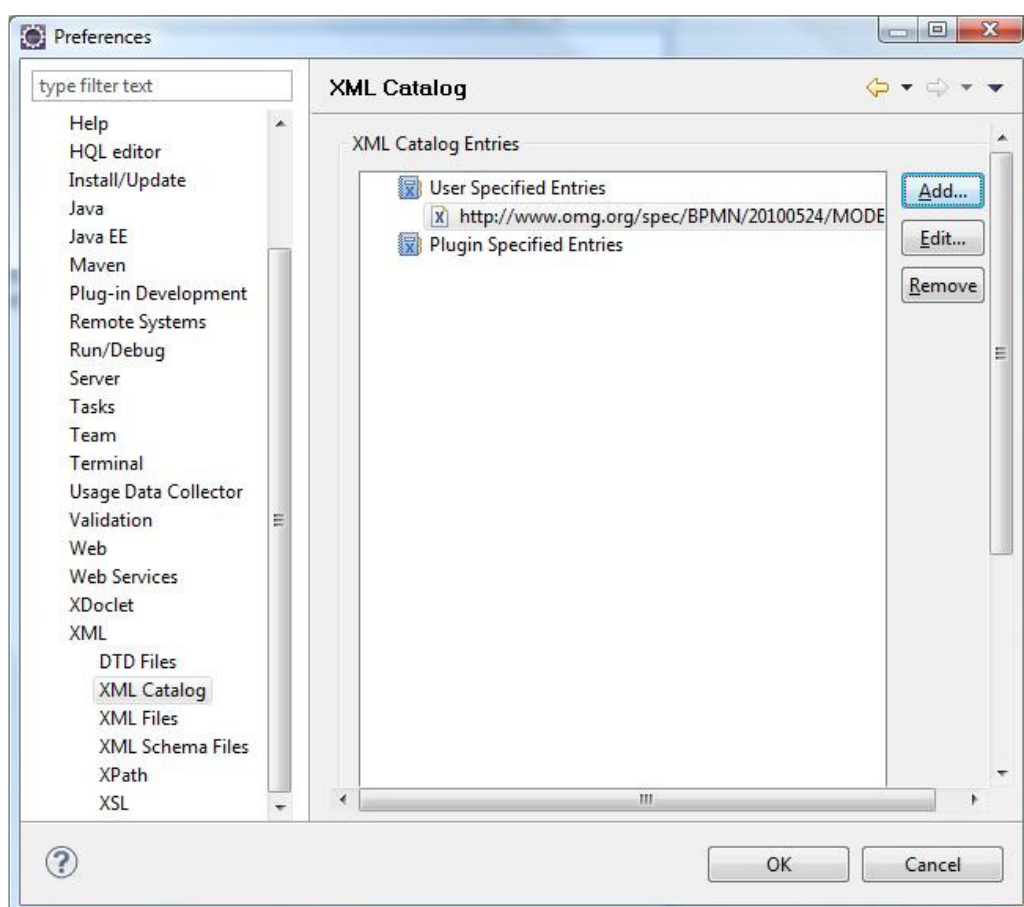 Preferences
type filter text
Help
HQL editor
Install/Update
Java
Java EE
Maven
Plug-in Development
Remote Systems
Run/Debug
Server
Tasks
Team
Terminal
Usage Data Collector
Validation
Web
Web Services
XDoclet
XML
DTD Files
XML Catalog
XML Files
XML Schema Files
XPath
XSL
XML Catalog
XML Catalog Entries
User Specified Entries
http://www.omg.org/spec/BPMN/20100524/MODE
Plugin Specified Entries
Add...
Edit...
Remove
OK
Cancel